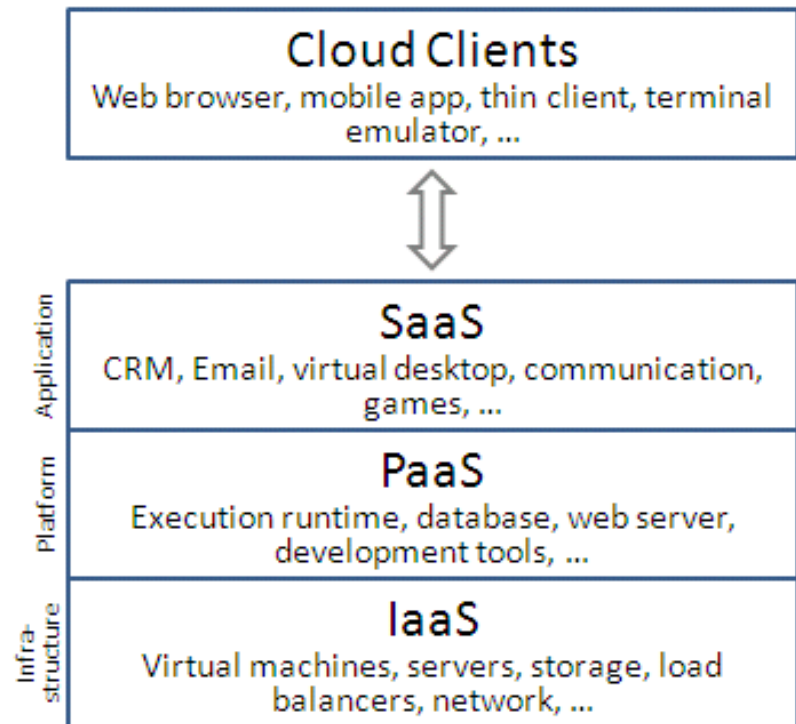 Cloud Clients
Web browser, mobile app, thin client, terminal
emulator, ...
Application
SaaS
CRM, Email, virtual desktop, communication,
games, ...
Platform
PaaS
Execution runtime, database, web server,
development tools, ...
Infra-
structure
IaaS
Virtual machines, servers, storage, load
balancers, network, ...